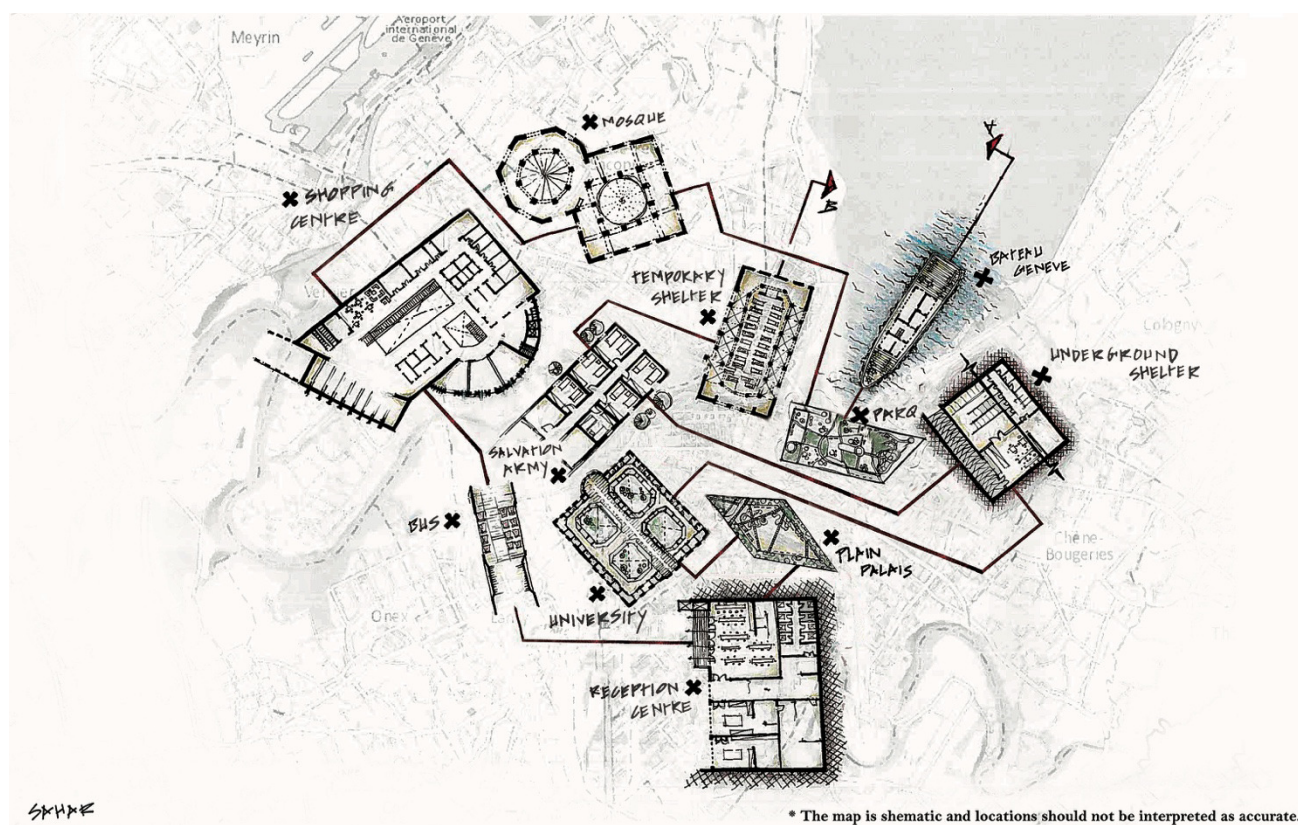 Meyrin
Aéroport
international
de Genève
MOSQUE
SHOPPING
CENTRE
A
B
BATEAU
GENEVE
TEMPORARY
SHELTER
Vernier
Cologny
UNDERGROUND
SHELTER
PARQ
SALVATION
ARMY
BUS
PLAIN
PALAIS
Chêne-
Bougeries
UNIVERSITY
Onex
RECEPTION
CENTRE
SAHAR
* The map is shematic and locations should not be interpreted as accurate.